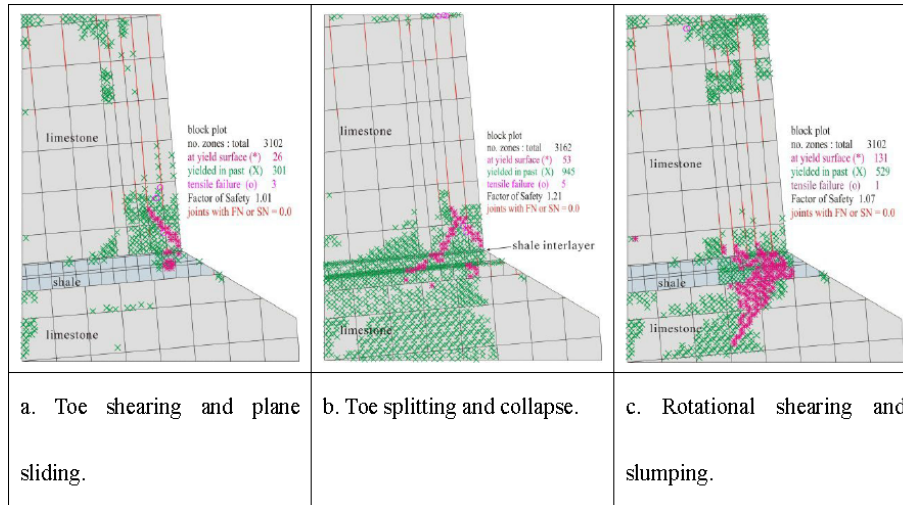 limestone
block plot
no. zones : total 3102
at yield surface (*) 26
yielded in past (X) 301
tensile failure (o) 3
Factor of Safety 1.01
joints with FN or SN = 0.0
shale
limestone
limestone
block plot
no. zones : total 3162
at yield surface (*) 53
yielded in past (X) 945
tensile failure (o) 5
Factor of Safety 1.21
joints with FN or SN = 0.0
shale interlayer
limestone
limestone
block plot
no. zones : total 3102
at yield surface (*) 131
yielded in past (X) 529
tensile failure (o) 1
Factor of Safety 1.07
joints with FN or SN = 0.0
shale
limestone
a. Toe shearing and plane
sliding.
b. Toe splitting and collapse.
c. Rotational shearing and
slumping.